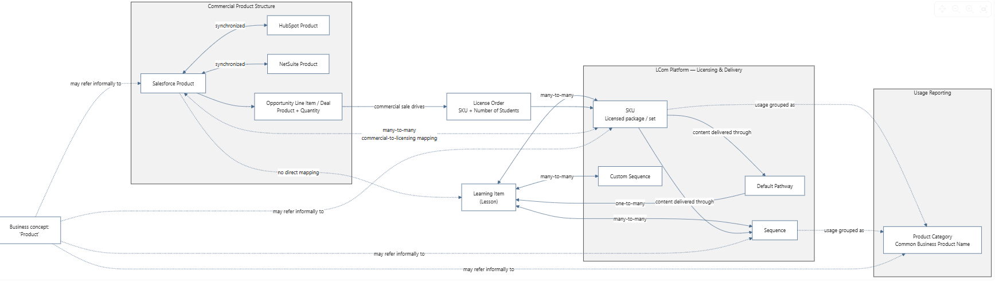 Commercial Product Structure
synchronized
HubSpot Product
synchronized
NetSuite Product
may refer informally to
Salesforce Product
Opportunity Line Item / Deal
Product + Quantity
commercial sale drives
License Order
SKU + Number of Students
many-to-many
LCom Platform — Licensing & Delivery
SKU
Licensed package / set
usage grouped as
Usage Reporting
many-to-many
commercial-to-licensing mapping
content delivered through
no direct mapping
many-to-many
Custom Sequence
Learning Item
(Lesson)
Default Pathway
one-to-many
content delivered through
may refer informally to
many-to-many
Business concept:
'Product'
Sequence
usage grouped as
Product Category
Common Business Product Name
may refer informally to
may refer informally to